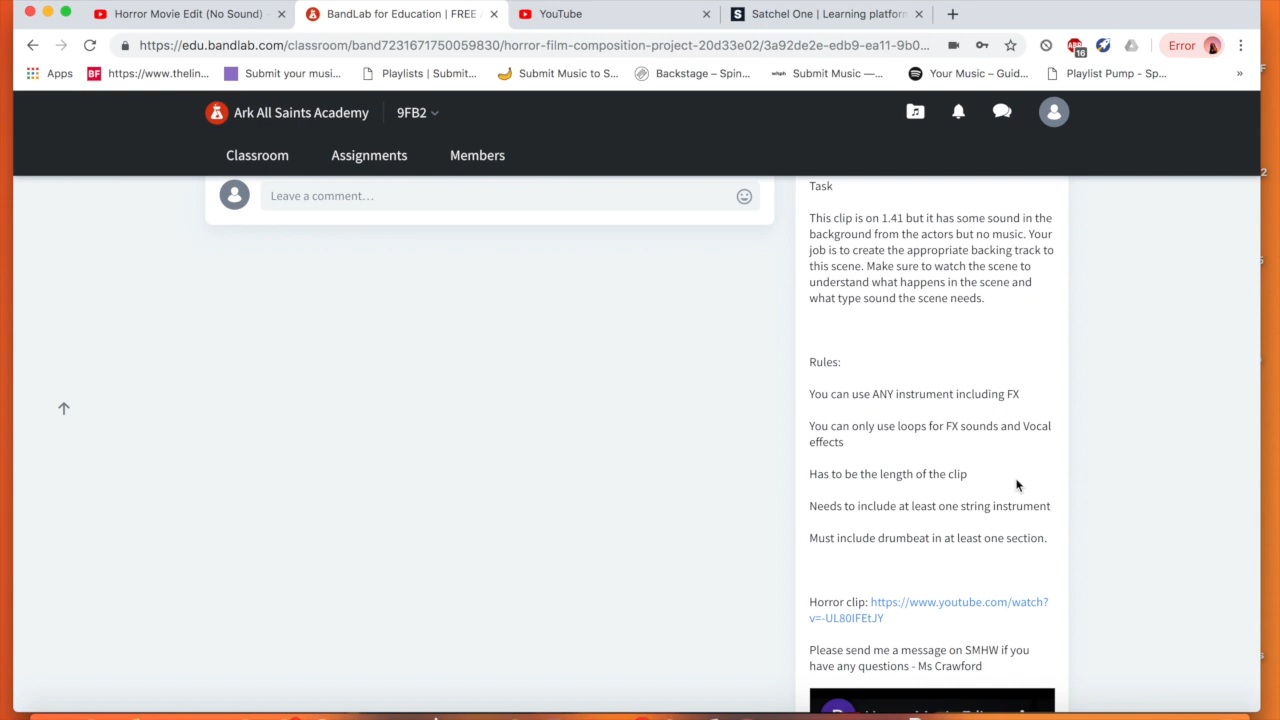 Horror Movie Edit (No Sound)
BandLab for Education | FREE
YouTube
Satchel One | Learning platform
https://edu.bandlab.com/classroom/band7231671750059830/horror-film-composition-project-20d33e02/3a92de2e-edb9-ea11-9b0...
16
Error
Apps
BF https://www.thelin...
Submit your musi...
Playlists | Submit...
Submit Music to S...
Backstage – Spin...
Submit Music —...
Your Music – Guid...
Playlist Pump - Sp...
»
Ark All Saints Academy
9FB2
Classroom
Assignments
Members
Leave a comment...
Task
This clip is on 1.41 but it has some sound in the
background from the actors but no music. Your
job is to create the appropriate backing track to
this scene. Make sure to watch the scene to
understand what happens in the scene and
what type sound the scene needs.
Rules:
You can use ANY instrument including FX
You can only use loops for FX sounds and Vocal
effects
Has to be the length of the clip
Needs to include at least one string instrument
Must include drumbeat in at least one section.
Horror clip: https://www.youtube.com/watch?
v=-UL80IFEtJY
Please send me a message on SMHW if you
have any questions - Ms Crawford